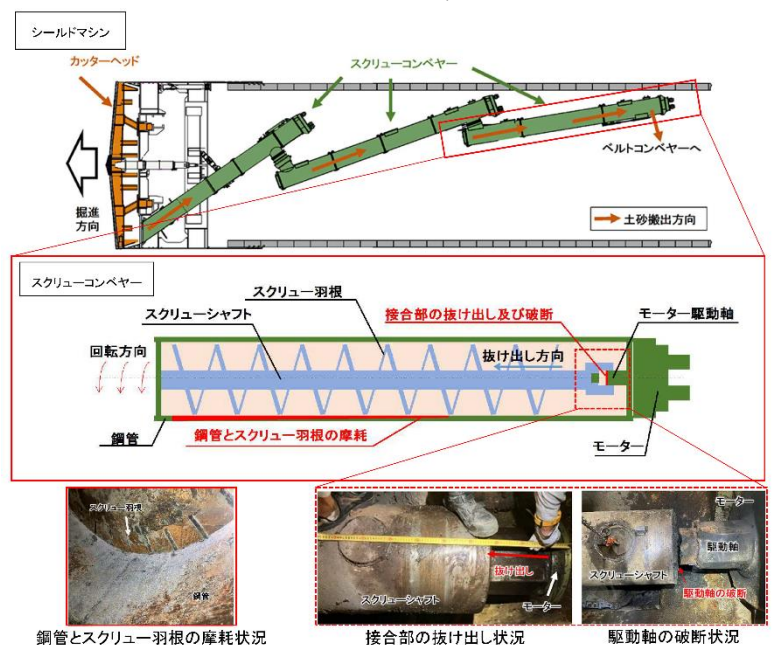 シールドマシン
カッターヘッド
スクリューコンベヤー
ベルトコンベヤーへ
掘進
方向
土砂搬出方向
スクリューコンベヤー
スクリュー羽根
スクリューシャフト
接合部の抜け出し及び破断
モーター駆動軸
回転方向
抜け出し方向
鋼管
鋼管とスクリュー羽根の摩耗
モーター
スクリュー羽根
鋼管
抜け出し
スクリューシャフト
モーター
モーター
駆動軸
スクリューシャフト
駆動軸の破断
鋼管とスクリュー羽根の摩耗状況
接合部の抜け出し状況
駆動軸の破断状況